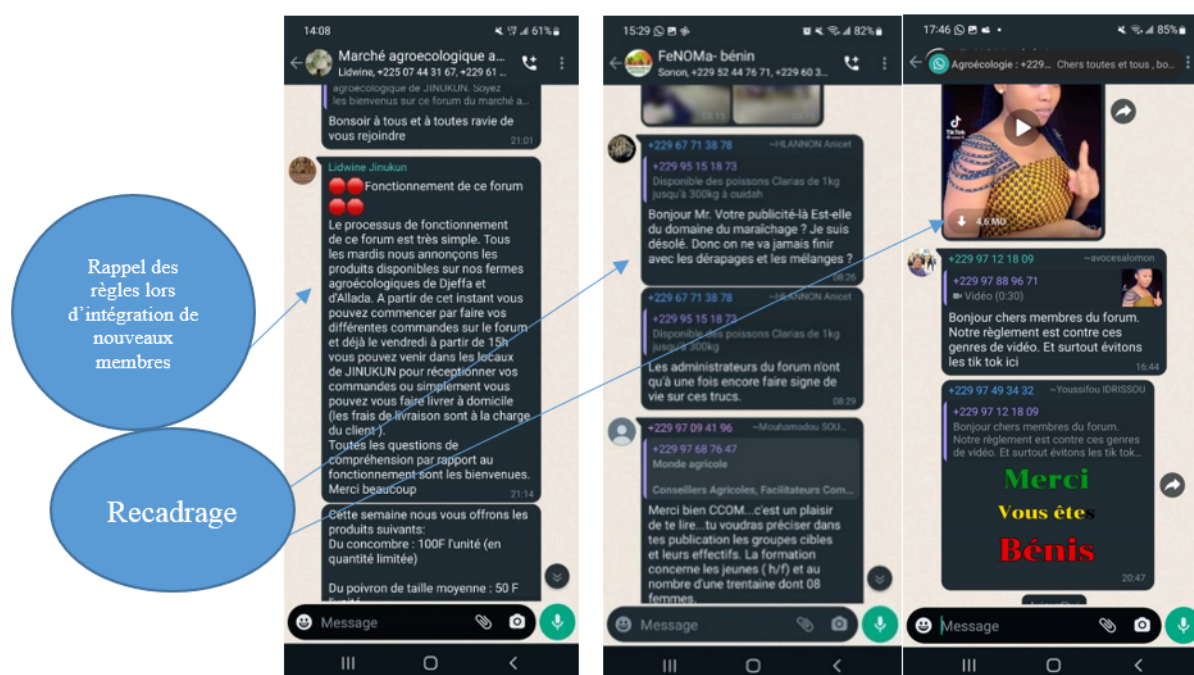 Rappel des
règles lors
d'intégration de
nouveaux
membres
Recadrage
14:08
61%
Marché agroecologique a...
Lidwine, +225 07 44 31 67, +229 61 ...
agroecologique de JINUKUN. Soyez
les bienvenus sur ce forum du marché a...
Bonsoir à tous et à toutes ravie de
vous rejoindre
21:01
Lidwine Jinukun
Fonctionnement de ce forum
Le processus de fonctionnement
de ce forum est très simple. Tous
les mardis nous annonçons les
produits disponibles sur nos fermes
agroécologiques de Djeffa et
d'Allada. A partir de cet instant vous
pouvez commencer par faire vos
différentes commandes sur le forum
et déjà le vendredi à partir de 15h
vous pouvez venir dans les locaux
de JINUKUN pour réceptionner vos
commandes ou simplement vous
pouvez vous faire livrer à domicile
(les frais de livraison sont à la charge
du client ).
Toutes les questions de
compréhension par rapport au
fonctionnement sont les bienvenues.
Merci beaucoup
21:14
Cette semaine nous vous offrons les
produits suivants:
Du concombre : 100F l'unité (en
quantité limitée)
Du poivron de taille moyenne : 50 F
l'unité
Message
15:29
82%
FeNOMa- bénin
Sonon, +229 52 44 76 71, +229 60 3...
08:15
+229 67 71 38 78 ~HLANNON Anicet
+229 95 15 18 73
Disponible des poissons Clarias de 1kg
jusqu'à 300kg à ouidah
Bonjour Mr. Votre publicité-là Est-elle
du domaine du maraîchage ? Je suis
désolé. Donc on ne va jamais finir
avec les dérapages et les mélanges ?
08:26
+229 67 71 38 78 ~HLANNON Anicet
+229 95 15 18 73
Disponible des poissons Clarias de 1kg
jusqu'à 300kg
Les administrateurs du forum n'ont
qu'à une fois encore faire signe de
vie sur ces trucs.
08:29
+229 97 09 41 96 ~Mouhamadou SOU...
+229 97 68 76 47
Monde agricole
Conseillers Agricoles, Facilitateurs Com...
Merci bien CCOM...c'est un plaisir
de te lire...tu voudras préciser dans
tes publication les groupes cibles
et leurs effectifs. La formation
concerne les jeunes ( h/f) et au
nombre d'une trentaine dont 08
femmes.
Message
17:46
85%
Agroécologie : +229... Chers toutes et tous , bo...
TikTok
4,6 MO
+229 97 12 18 09 ~avocesalomon
+229 97 88 96 71
Vidéo (0:30)
Bonjour chers membres du forum.
Notre règlement est contre ces
genres de vidéo. Et surtout évitons
les tik tok ici
16:44
+229 97 49 34 32 ~Youssifou IDRISSOU
+229 97 12 18 09
Bonjour chers membres du forum.
Notre règlement est contre ces genres
de vidéo. Et surtout évitons les tik tok...
Merci
Vous êtes
Bénis
20:47
Message